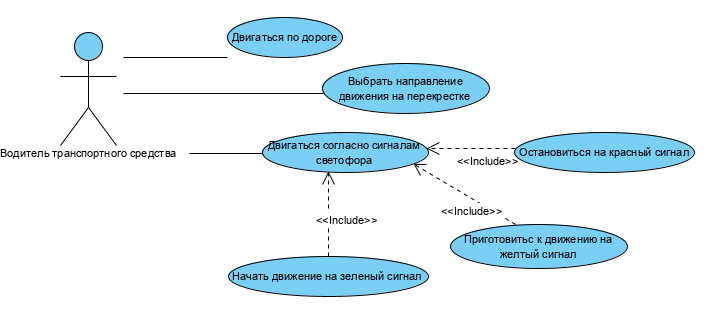 Двигаться по дороге
Выбрать направление
движения на перекрестке
Водитель транспортного средства
Двигаться согласно сигналам
светофора
<<Include>>
Остановиться на красный сигнал
<<Include>>
<<Include>>
Приготовитьс к движению на
желтый сигнал
Начать движение на зеленый сигнал